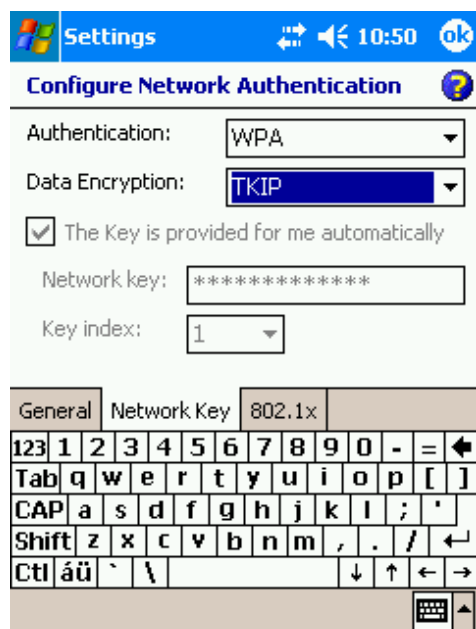 Settings 10:50 ok
Configure Network Authentication ?
Authentication: WPA
Data Encryption: TKIP
The Key is provided for me automatically
Network key: *************
Key index: 1
General Network Key 802.1x
123 1 2 3 4 5 6 7 8 9 0 - =
Tab q w e r t y u i o p [ ]
CAP a s d f g h j k l ; '
Shift z x c v b n m , . /
Ctl áü ` \